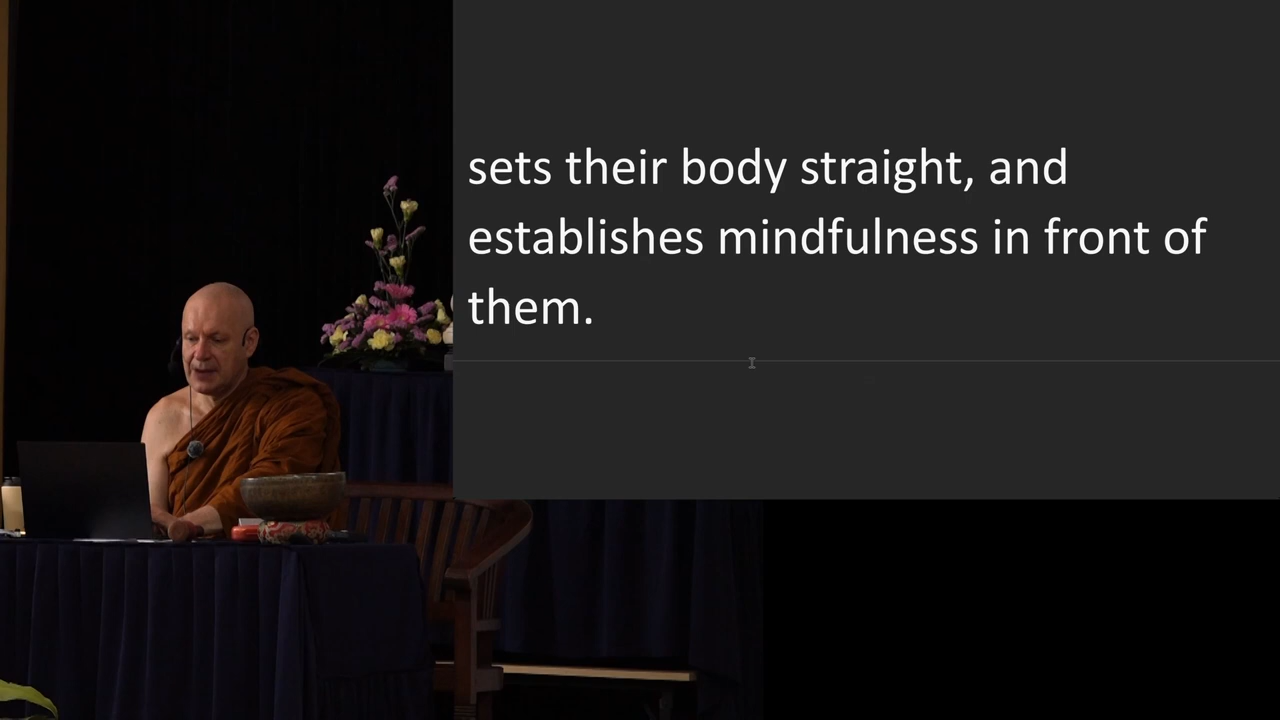 sets their body straight, and
establishes mindfulness in front of
them.